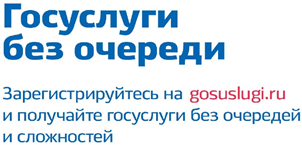 Госуслуги
без очереди
Зарегистрируйтесь на gosuslugi.ru
и получайте госуслуги без очередей
и сложностей